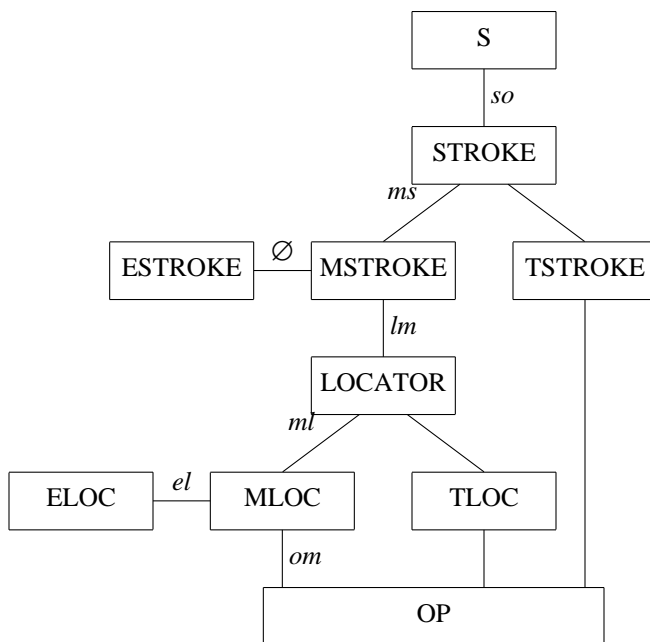 S
so
STROKE
ms
∅
ESTROKE MSTROKE TSTROKE
lm
LOCATOR
ml
el
ELOC MLOC TLOC
om
OP